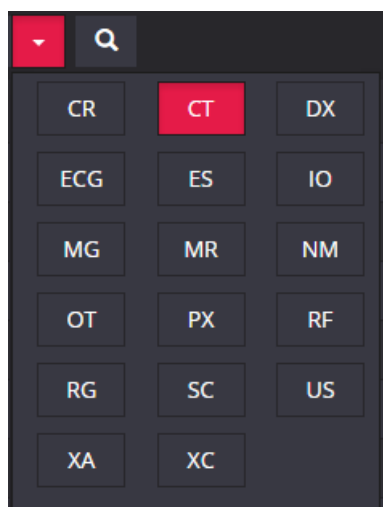 CR CT DX
ECG ES IO
MG MR NM
OT PX RF
RG SC US
XA XC